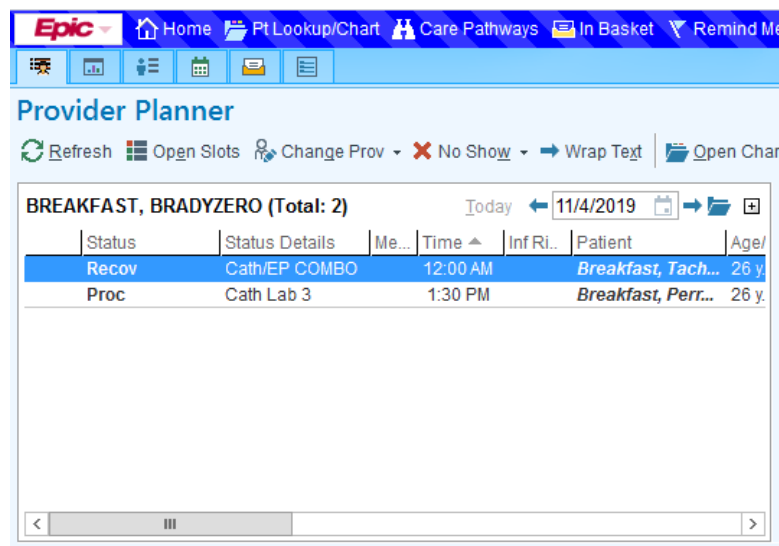 Epic Home Pt Lookup/Chart Care Pathways In Basket Remind Me
Provider Planner
Refresh Open Slots Change Prov No Show Wrap Text Open Char
BREAKFAST, BRADYZERO (Total: 2) Today 11/4/2019
Status Status Details Me... Time Inf Ri.. Patient Age/
Recov Cath/EP COMBO 12:00 AM Breakfast, Tach... 26 y.
Proc Cath Lab 3 1:30 PM Breakfast, Perr... 26 y.